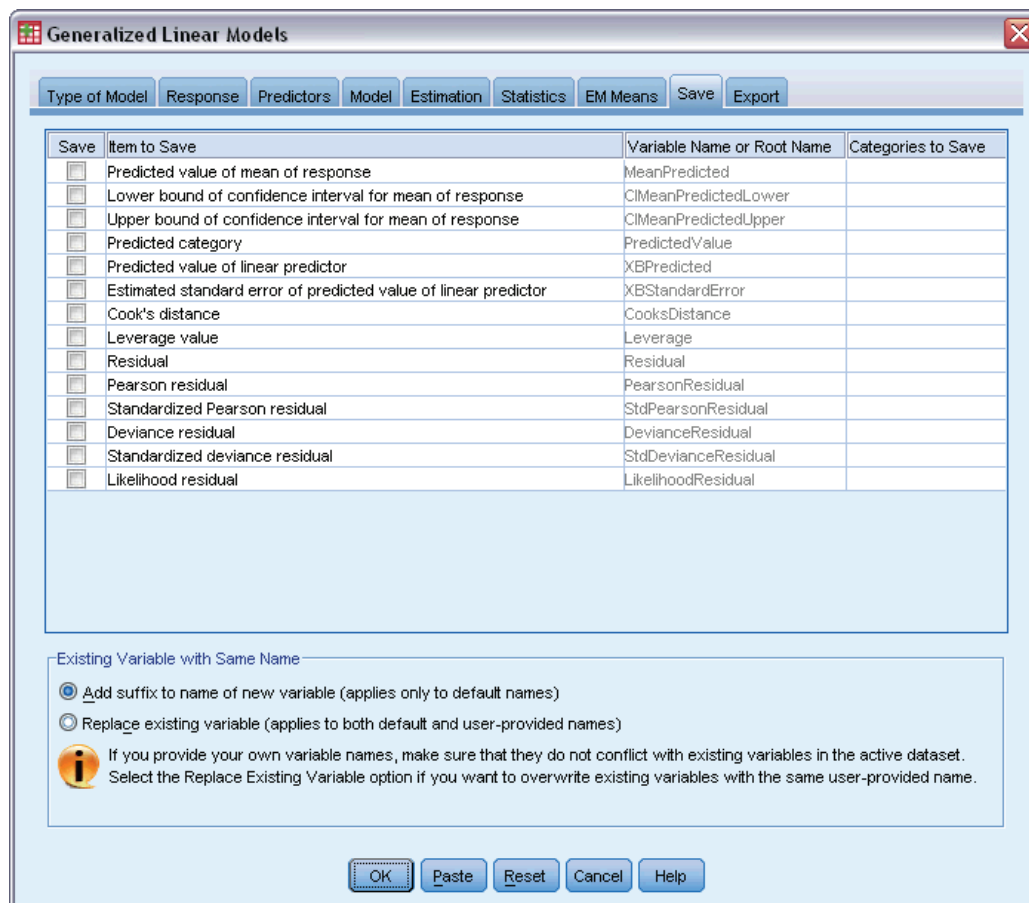 Generalized Linear Models
Type of Model Response Predictors Model Estimation Statistics EM Means Save Export
Save Item to Save Variable Name or Root Name Categories to Save
Predicted value of mean of response MeanPredicted
Lower bound of confidence interval for mean of response CIMeanPredictedLower
Upper bound of confidence interval for mean of response CIMeanPredictedUpper
Predicted category PredictedValue
Predicted value of linear predictor XBPredicted
Estimated standard error of predicted value of linear predictor XBStandardError
Cook's distance CooksDistance
Leverage value Leverage
Residual Residual
Pearson residual PearsonResidual
Standardized Pearson residual StdPearsonResidual
Deviance residual DevianceResidual
Standardized deviance residual StdDevianceResidual
Likelihood residual LikelihoodResidual
Existing Variable with Same Name
Add suffix to name of new variable (applies only to default names)
Replace existing variable (applies to both default and user-provided names)
If you provide your own variable names, make sure that they do not conflict with existing variables in the active dataset.
Select the Replace Existing Variable option if you want to overwrite existing variables with the same user-provided name.
OK Paste Reset Cancel Help